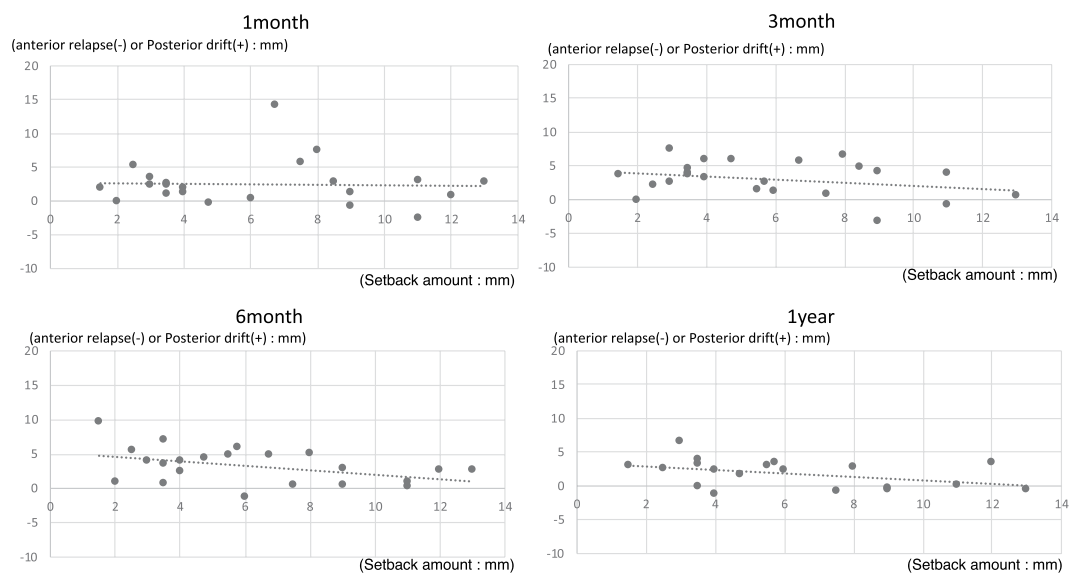 1month
(anterior relapse(-) or Posterior drift(+) : mm)
20
15
10
5
0
-5
-10
0 2 4 6 8 10 12 14
(Setback amount : mm)
3month
(anterior relapse(-) or Posterior drift(+) : mm)
20
15
10
5
0
-5
-10
0 2 4 6 8 10 12 14
(Setback amount : mm)
6month
(anterior relapse(-) or Posterior drift(+) : mm)
20
15
10
5
0
-5
-10
0 2 4 6 8 10 12 14
(Setback amount : mm)
1year
(anterior relapse(-) or Posterior drift(+) : mm)
20
15
10
5
0
-5
-10
0 2 4 6 8 10 12 14
(Setback amount : mm)